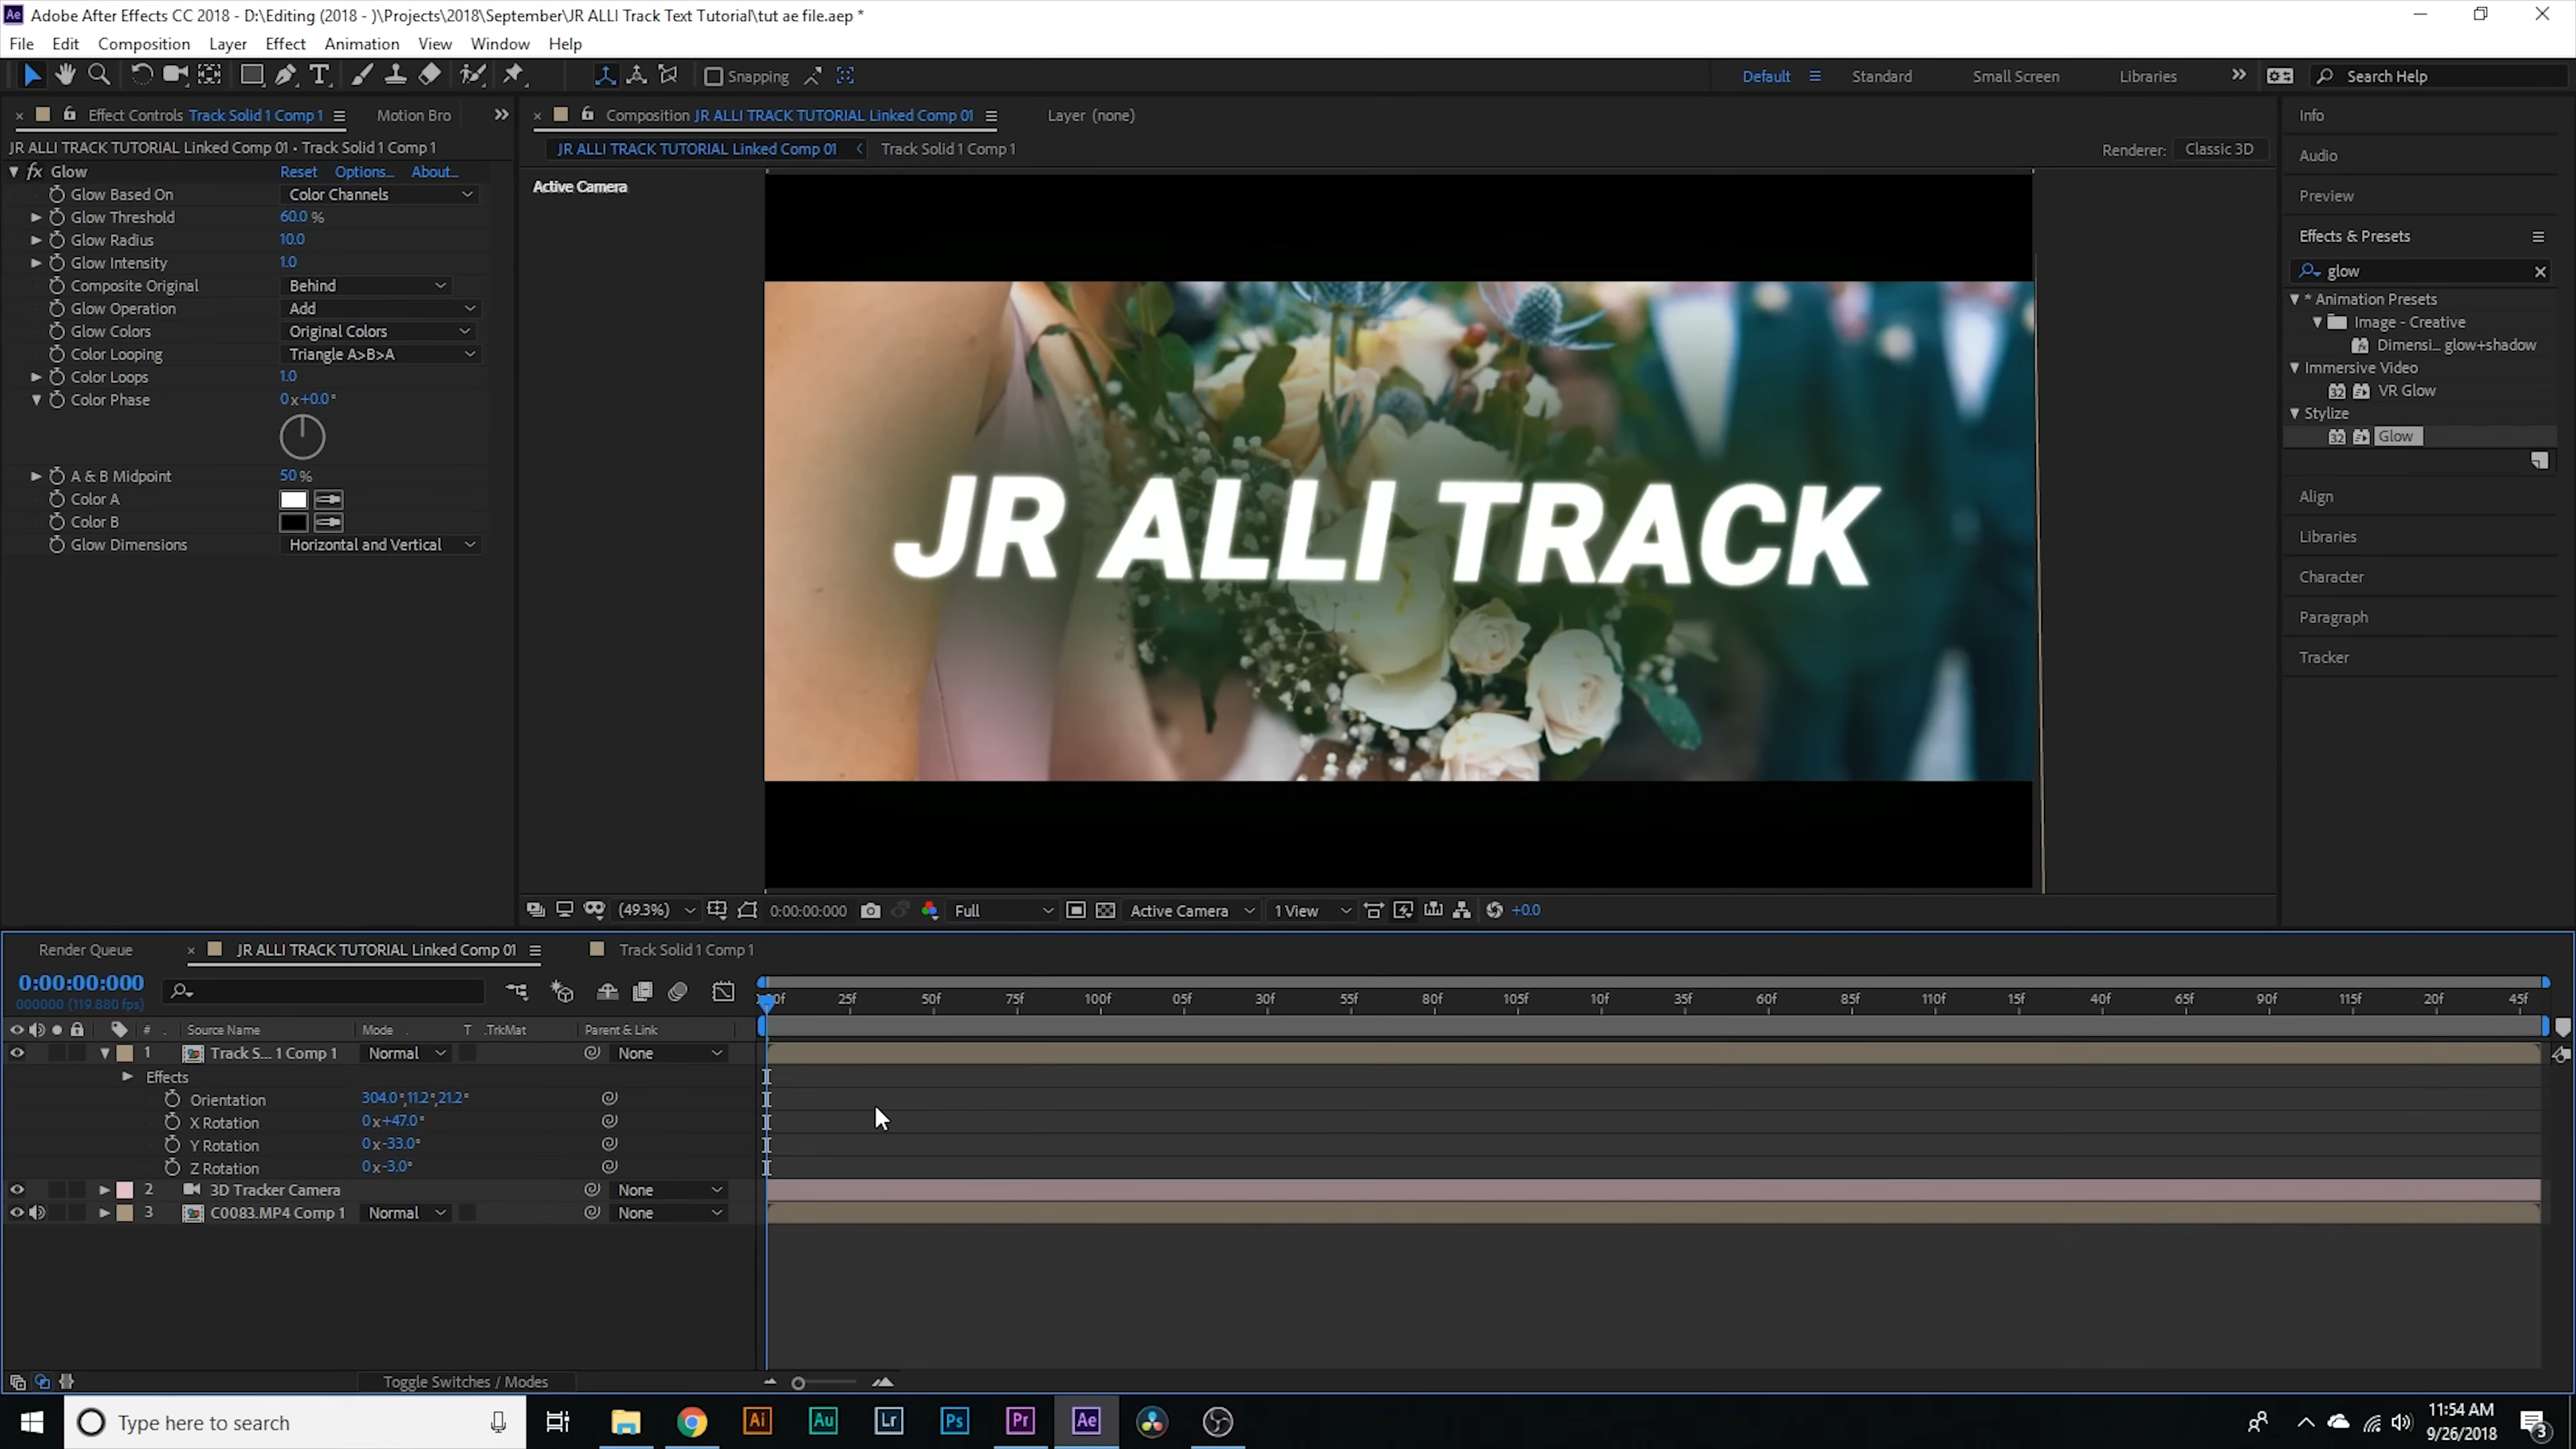 Adobe After Effects CC 2018 - D:\Editing (2018 - )\Projects\2018\September\JR ALLI Track Text Tutorial\tut ae file.aep *
File Edit Composition Layer Effect Animation View Window Help
Snapping Default Standard Small Screen Libraries Search Help
Effect Controls Track Solid 1 Comp 1 Motion Bro
JR ALLI TRACK TUTORIAL Linked Comp 01 • Track Solid 1 Comp 1
fx Glow Reset Options... About...
Glow Based On Color Channels
Glow Threshold 60.0 %
Glow Radius 10.0
Glow Intensity 1.0
Composite Original Behind
Glow Operation Add
Glow Colors Original Colors
Color Looping Triangle A>B>A
Color Loops 1.0
Color Phase 0x+0.0°
A & B Midpoint 50 %
Color A
Color B
Glow Dimensions Horizontal and Vertical
Composition JR ALLI TRACK TUTORIAL Linked Comp 01 Layer (none)
JR ALLI TRACK TUTORIAL Linked Comp 01 Track Solid 1 Comp 1 Renderer: Classic 3D
Active Camera
JR ALLI TRACK
(49.3%) 0:00:00:000 Full Active Camera 1 View +0.0
Info
Audio
Preview
Effects & Presets
glow
* Animation Presets
Image - Creative
Dimensi... glow+shadow
Immersive Video
32 VR Glow
Stylize
32 Glow
Align
Libraries
Character
Paragraph
Tracker
Render Queue JR ALLI TRACK TUTORIAL Linked Comp 01 Track Solid 1 Comp 1
0:00:00:000
000000 (119.880 fps)
00f 25f 50f 75f 100f 05f 30f 55f 80f 105f 10f 35f 60f 85f 110f 15f 40f 65f 90f 115f 20f 45f
# Source Name Mode T .TrkMat Parent & Link
1 Track S... 1 Comp 1 Normal None
Effects
Orientation 304.0°,11.2°,21.2°
X Rotation 0x+47.0°
Y Rotation 0x-33.0°
Z Rotation 0x-3.0°
2 3D Tracker Camera None
3 C0083.MP4 Comp 1 Normal None
Toggle Switches / Modes
Type here to search
Ai Au Lr Ps Pr Ae
11:54 AM
9/26/2018
3